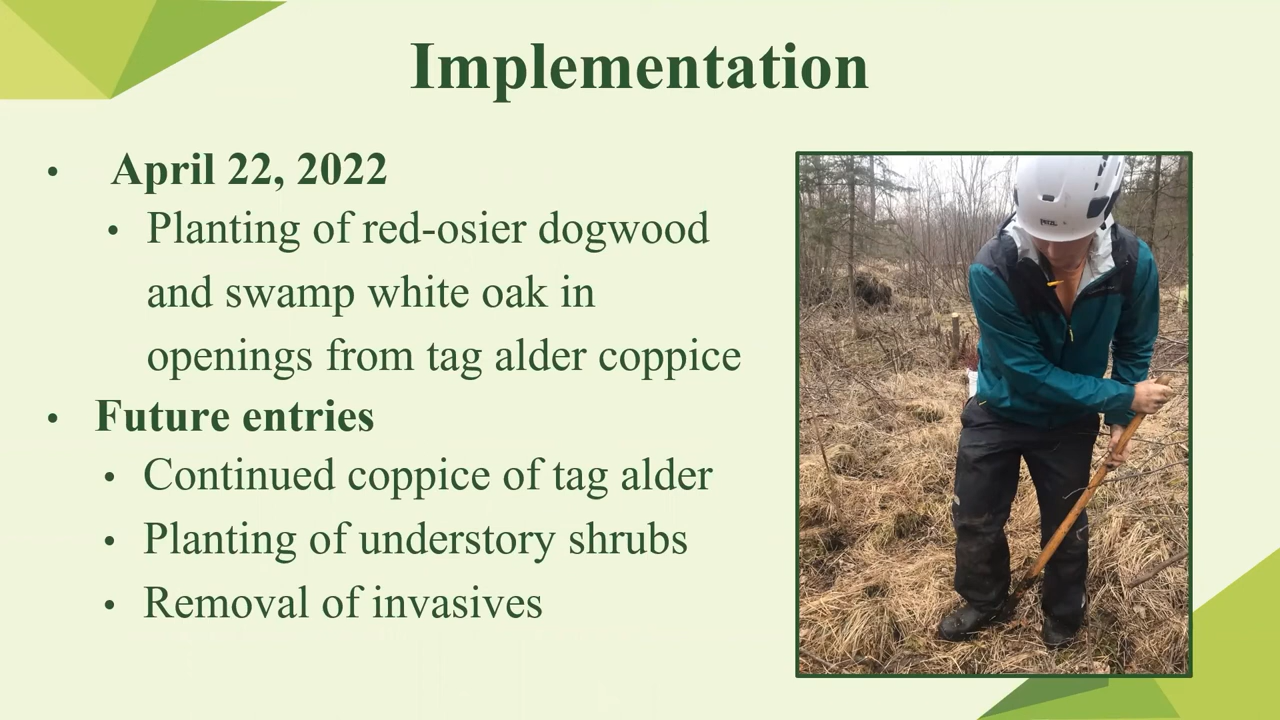 Implementation
• April 22, 2022
• Planting of red-osier dogwood
and swamp white oak in
openings from tag alder coppice
• Future entries
• Continued coppice of tag alder
• Planting of understory shrubs
• Removal of invasives
PETZL